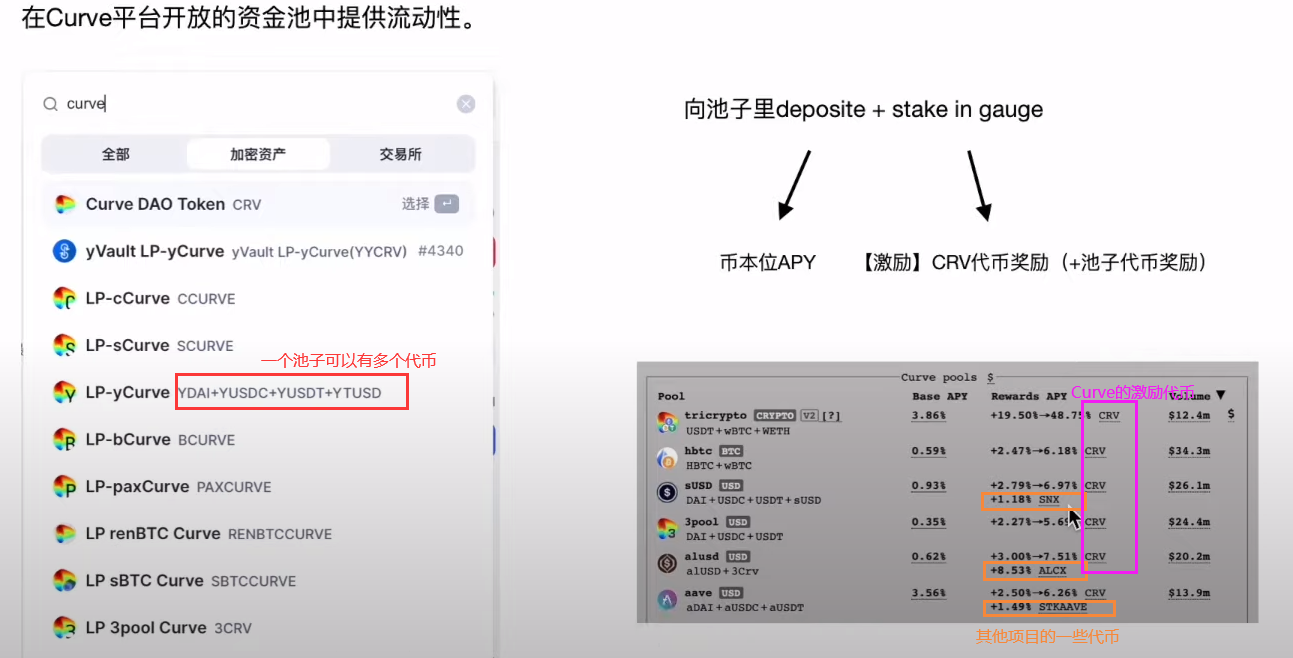 在Curve平台开放的资金池中提供流动性。
curve
全部 加密资产 交易所
Curve DAO Token CRV 选择
yVault LP-yCurve yVault LP-yCurve(YYCRV) #4340
LP-cCurve CCURVE
LP-sCurve SCURVE
一个池子可以有多个代币
LP-yCurve YDAI+YUSDC+YUSDT+YTUSD
LP-bCurve BCURVE
LP-paxCurve PAXCURVE
LP renBTC Curve RENBTCCURVE
LP sBTC Curve SBTCCURVE
LP 3pool Curve 3CRV
向池子里deposite + stake in gauge
币本位APY 【激励】CRV代币奖励（+池子代币奖励）
Curve pools $
Curve的激励代币
Pool Base APY Rewards APY Volume ▼
tricrypto CRYPTO V2 [?] 3.86% +19.50%→48.75% CRV $12.4m $
USDT+wBTC+WETH
hbtc BTC 0.59% +2.47%→6.18% CRV $34.3m
HBTC+wBTC
sUSD USD 0.93% +2.79%→6.97% CRV $26.1m
DAI+USDC+USDT+sUSD +1.18% SNX
3pool USD 0.35% +2.27%→5.6 CRV $24.4m
DAI+USDC+USDT
alusd USD 0.62% +3.00%→7.51% CRV $20.2m
alUSD+3Crv +8.53% ALCX
aave USD 3.56% +2.50%→6.26% CRV $13.9m
aDAI+aUSDC+aUSDT +1.49% STKAAVE
其他项目的一些代币